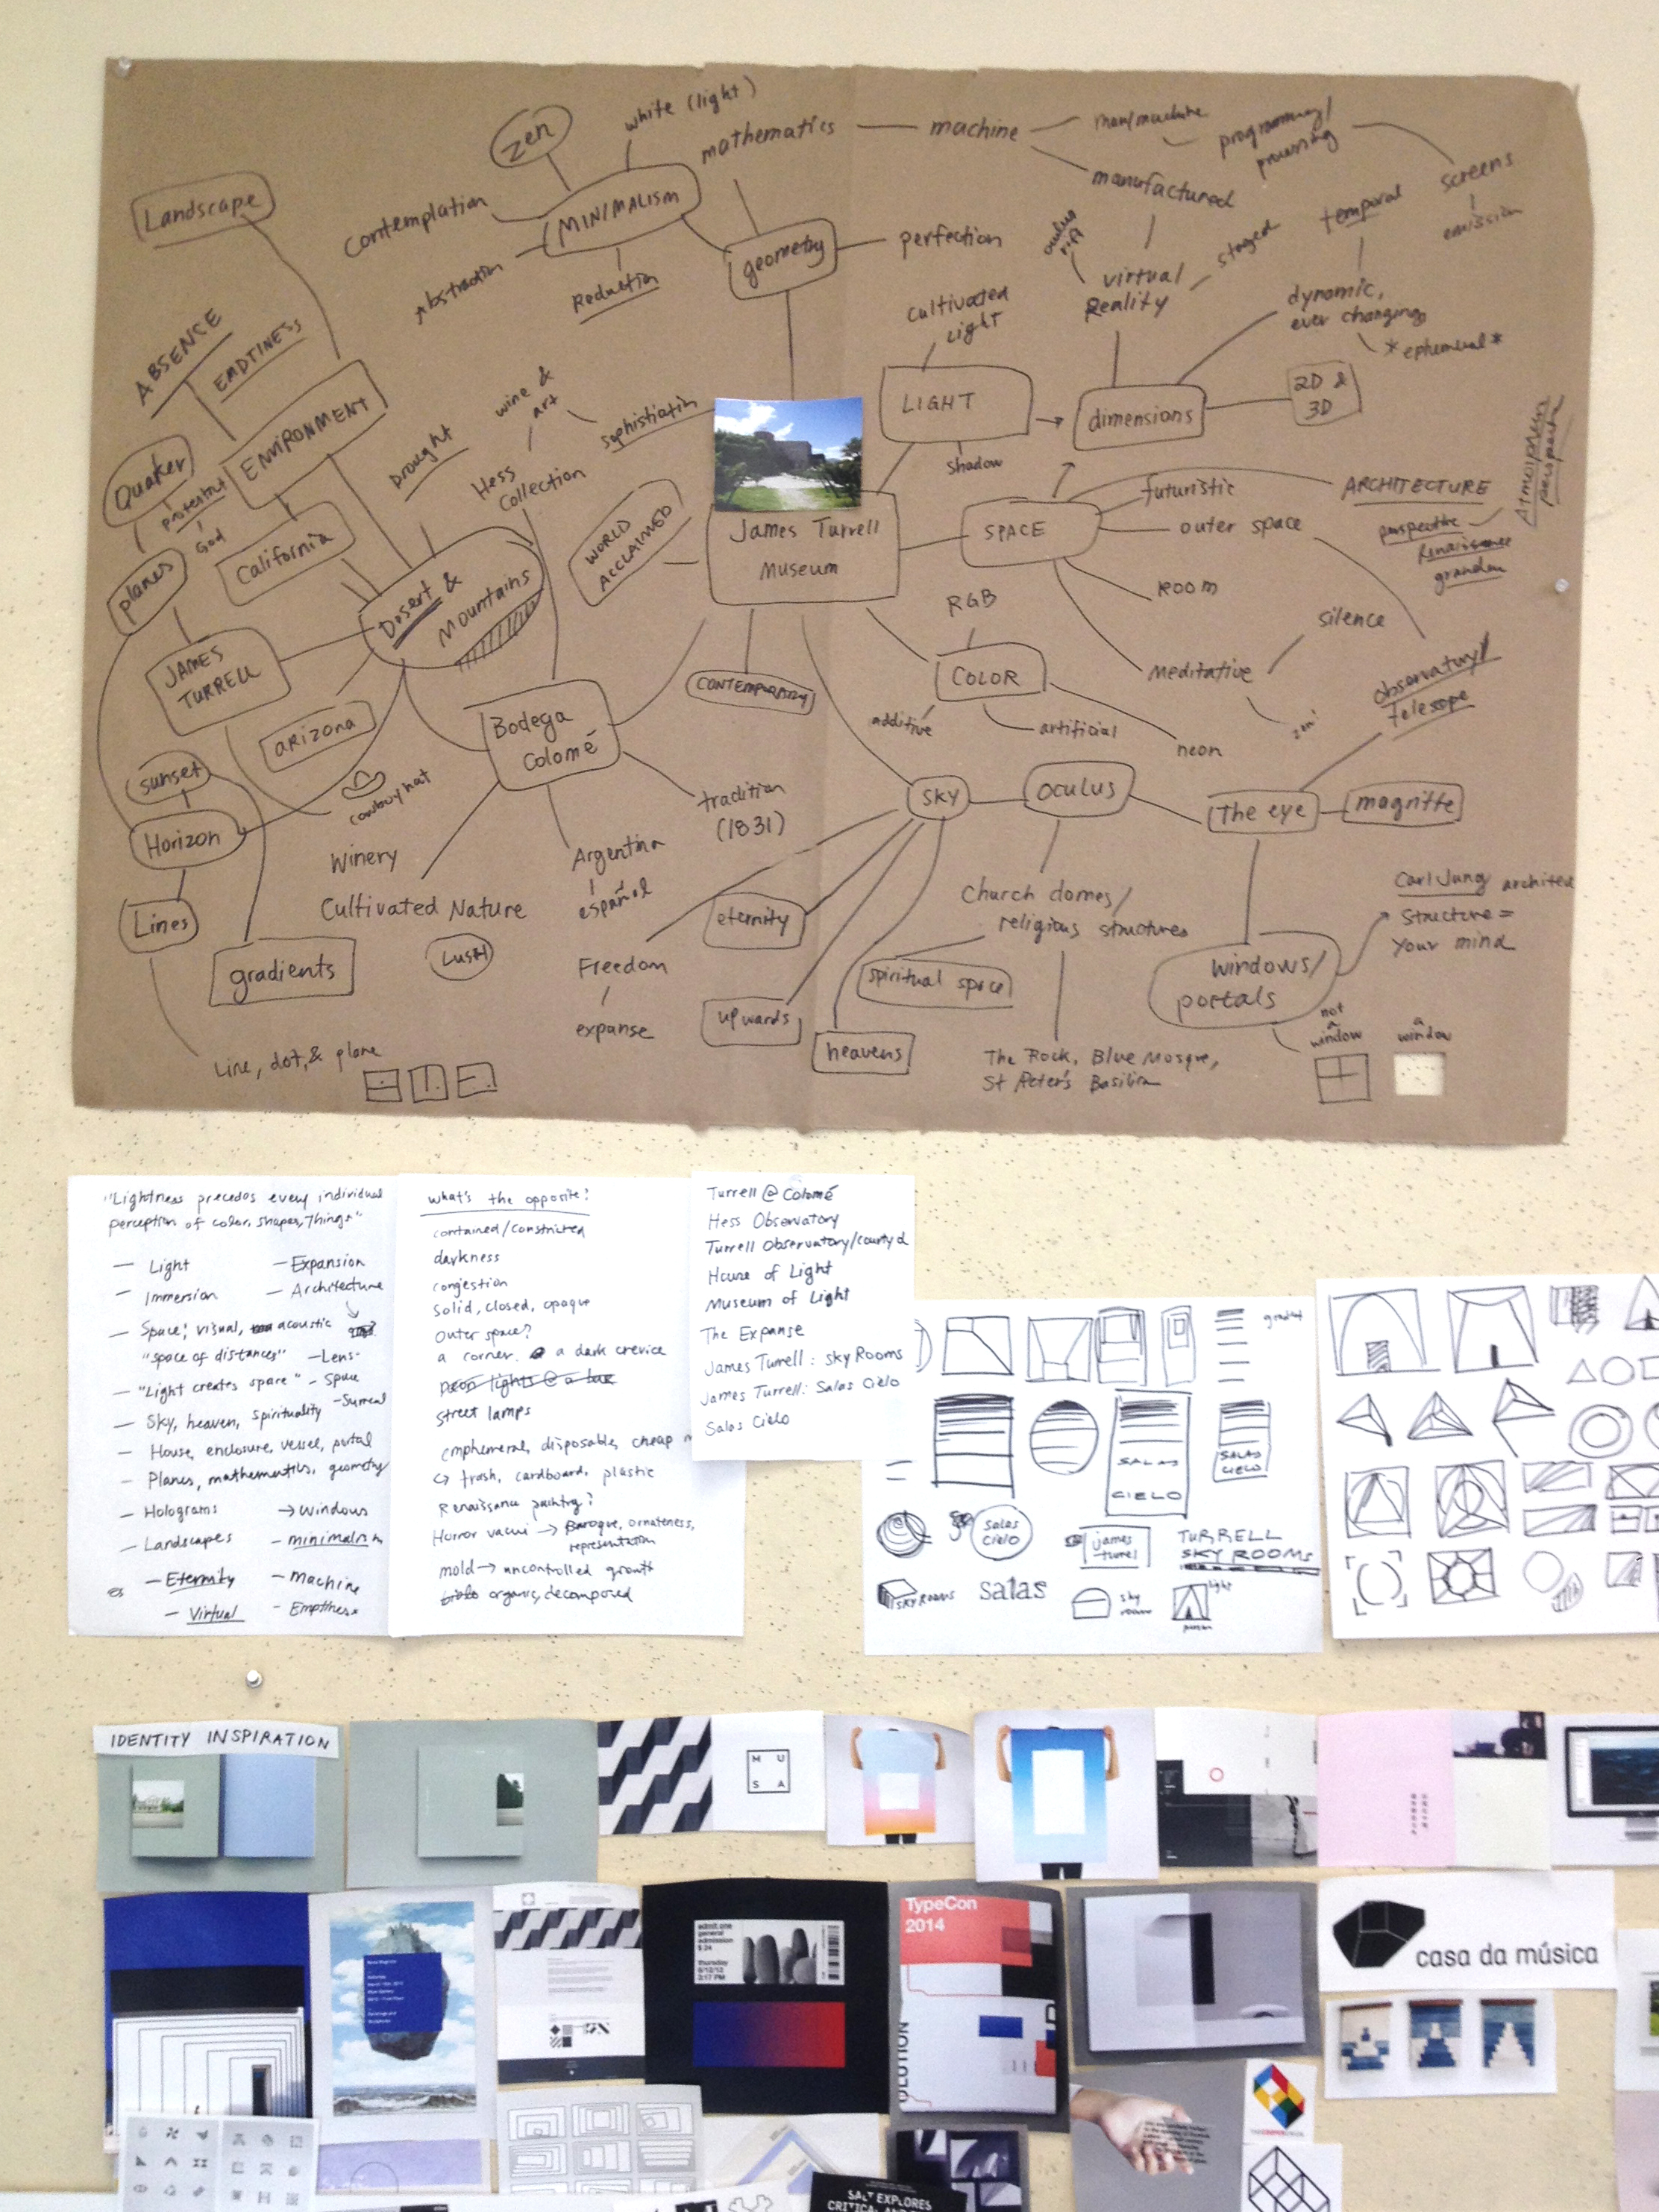 zen
white (light)
mathematics
machine
man/machine
programming/
processing
screens
emission
Landscape
contemplation
MINIMALISM
manufactured
temporal
geometry
perfection
oculus
rift
staged
Abstraction
Reduction
virtual
Reality
cultivated
Light
dynamic,
ever changing,
*ephemeral*
ABSENCE
EMPTINESS
ENVIRONMENT
wine &
art
LIGHT
dimensions
2D &
3D
shadow
Drought
Hess
Collection
Quaker
protestant
God
WORLD
ACCLAIMED
James Turrell
Museum
SPACE
futuristic
outer space
ARCHITECTURE
perspective
Renaissance
California
planes
Desert &
Mountains
RGB
ROOM
silence
JAMES
TURRELL
CONTEMPORARY
COLOR
Meditative
zen
observatory/
Telescope
additive
artificial
neon
arizona
Bodega
Colomé
sunset
cowboy hat
tradition
(1831)
SKY
oculus
The eye
magritte
Horizon
Winery
Argentina
español
Cultivated Nature
Lines
LUSH
eternity
Church domes/
religious structures
Carl Jung
structure =
your mind
gradients
Freedom
expanse
spiritual space
windows/
portals
upwards
heavens
not
a
window
a
window
Line, dot, & plane
The Rock, Blue Mosque,
St Peter's Basilica
"Lightness precedes every individual
perception of color, shapes, things"
— Light
— Expansion
— Immersion
— Architecture
— Space; visual, acoustic
"space of distances"
— Lens
— "Light creates space"
— Space
— Sky, heaven, spirituality
— Surreal
— House, enclosure, vessel, portal
— Planes, mathematics, geometry
— Holograms
→ windows
— Landscapes
— minimalism
— Eternity
— Machine
— Virtual
— Emptiness
what's the opposite?
contained/constricted
darkness
congestion
solid, closed, opaque
outer space?
a corner.
a dark crevice
neon lights @ a bar
street lamps
emphemeral, disposable, cheap
↪ trash, cardboard, plastic
Renaissance painting?
Horror vacui → Baroque, ornateness,
representation
mold → uncontrolled growth
organic, decomposed
Turrell @ Colomé
Hess Observatory
Turrell Observatory/
House of Light
Museum of Light
The Expanse
James Turrell: Sky Rooms
James Turrell: Salas Cielo
Salas Cielo
gradient
SALAS
CIELO
SALAS
CIELO
salas
cielo
james
turrel
TURRELL
SKY ROOMS
SKY ROOMS
salas
sky
room
light
IDENTITY INSPIRATION
M U
S A
admit one
general
admission
$ 24
thursday
TypeCon
2014
casa da música
SALT EXPLORES